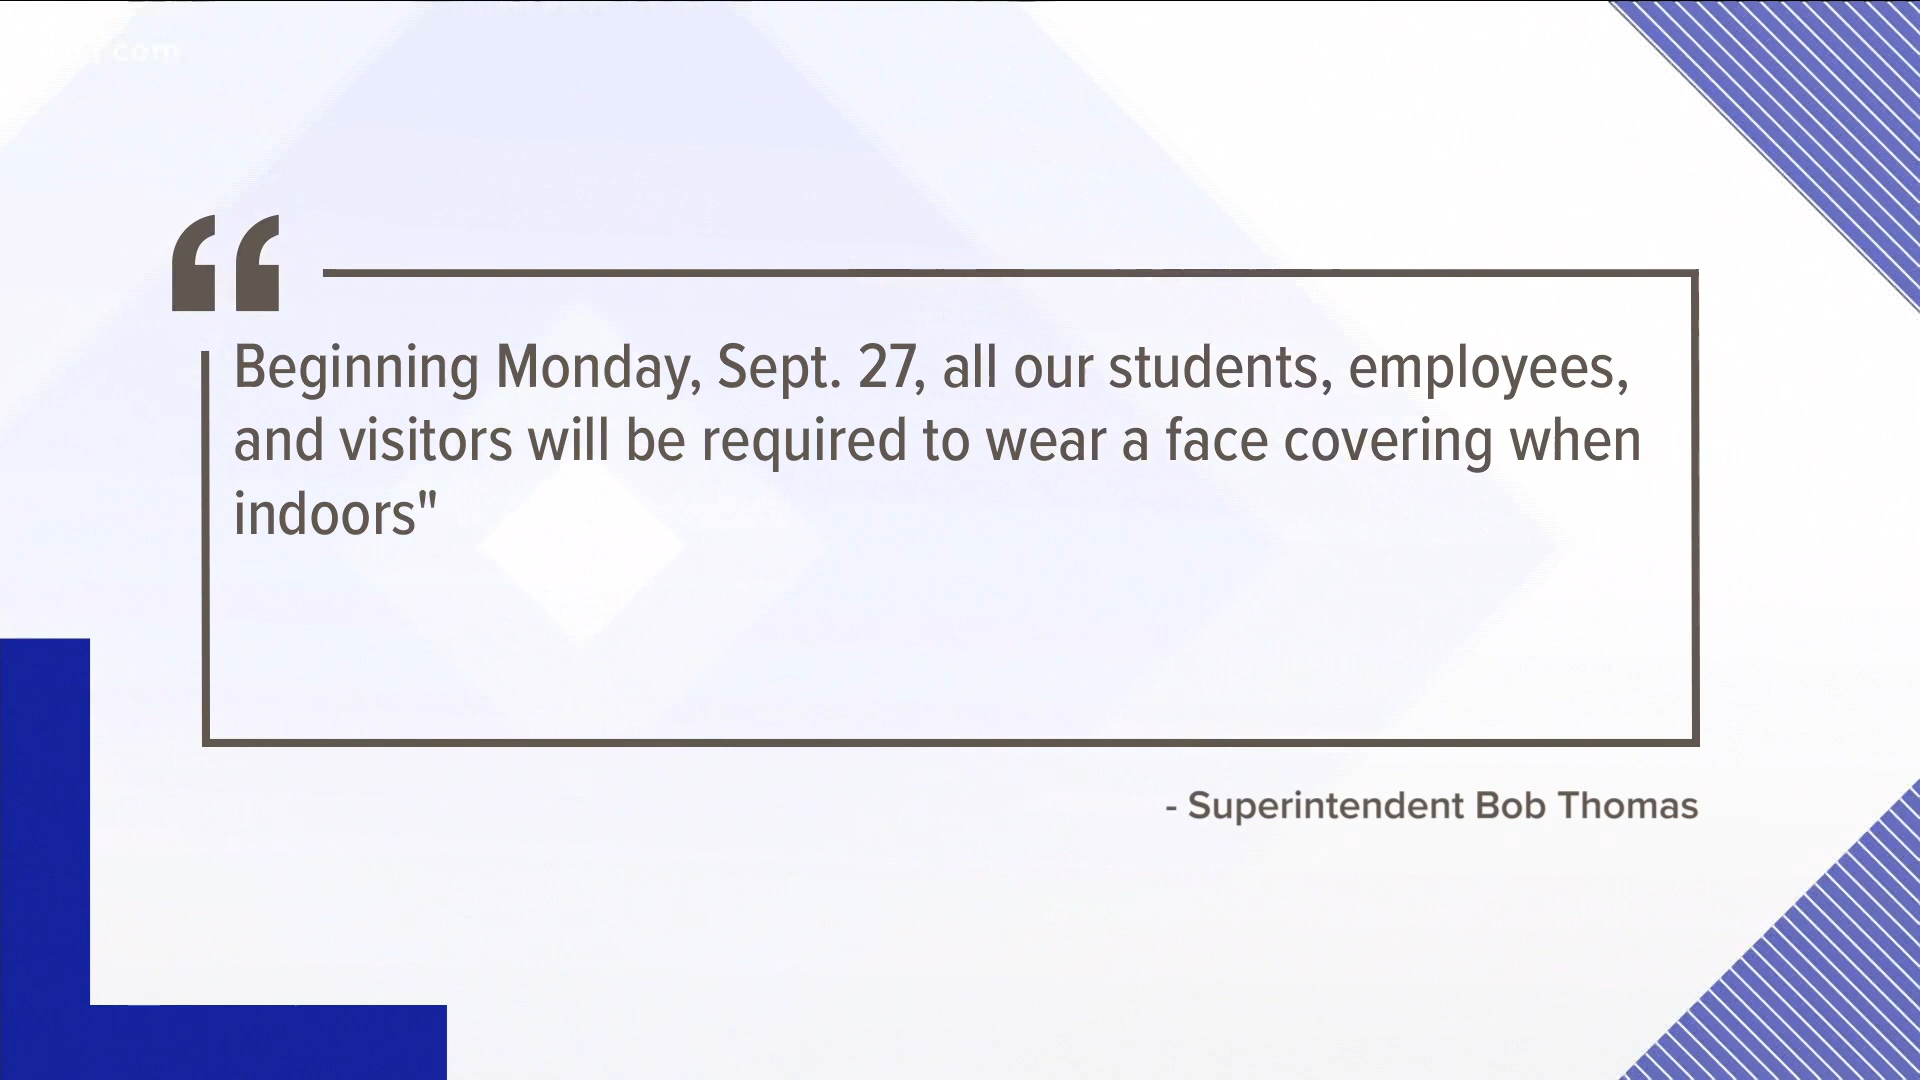 “
Beginning Monday, Sept. 27, all our students, employees,
and visitors will be required to wear a face covering when
indoors"
- Superintendent Bob Thomas